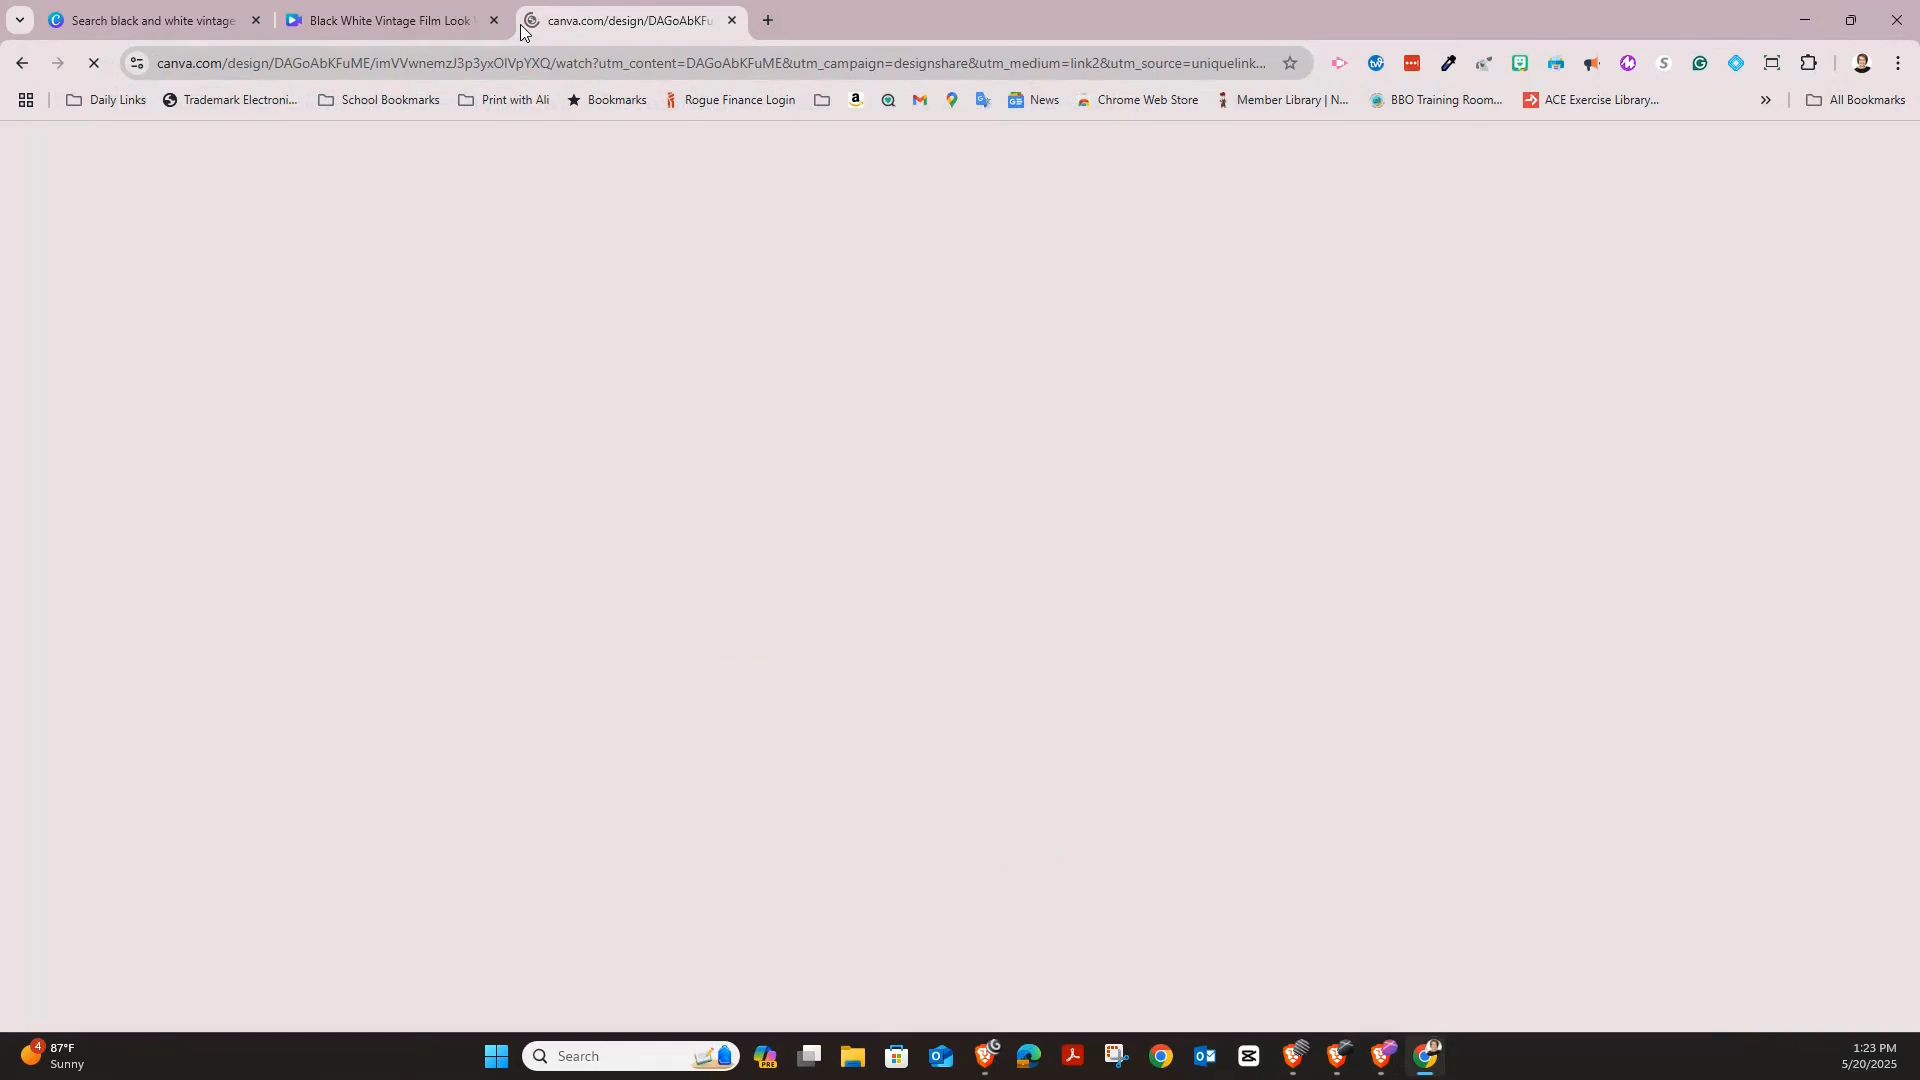 Search black and white vintage
Black White Vintage Film Look
canva.com/design/DAGoAbKFu
canva.com/design/DAGoAbKFuME/imVVwnemzJ3p3yxOlVpYXQ/watch?utm_content=DAGoAbKFuME&utm_campaign=designshare&utm_medium=link2&utm_source=uniquelink...
Daily Links
Trademark Electroni...
School Bookmarks
Print with Ali
Bookmarks
Rogue Finance Login
News
Chrome Web Store
Member Library | N...
BBO Training Room...
ACE Exercise Library...
All Bookmarks
4
87°F
Sunny
Search
PRE
1:23 PM
5/20/2025